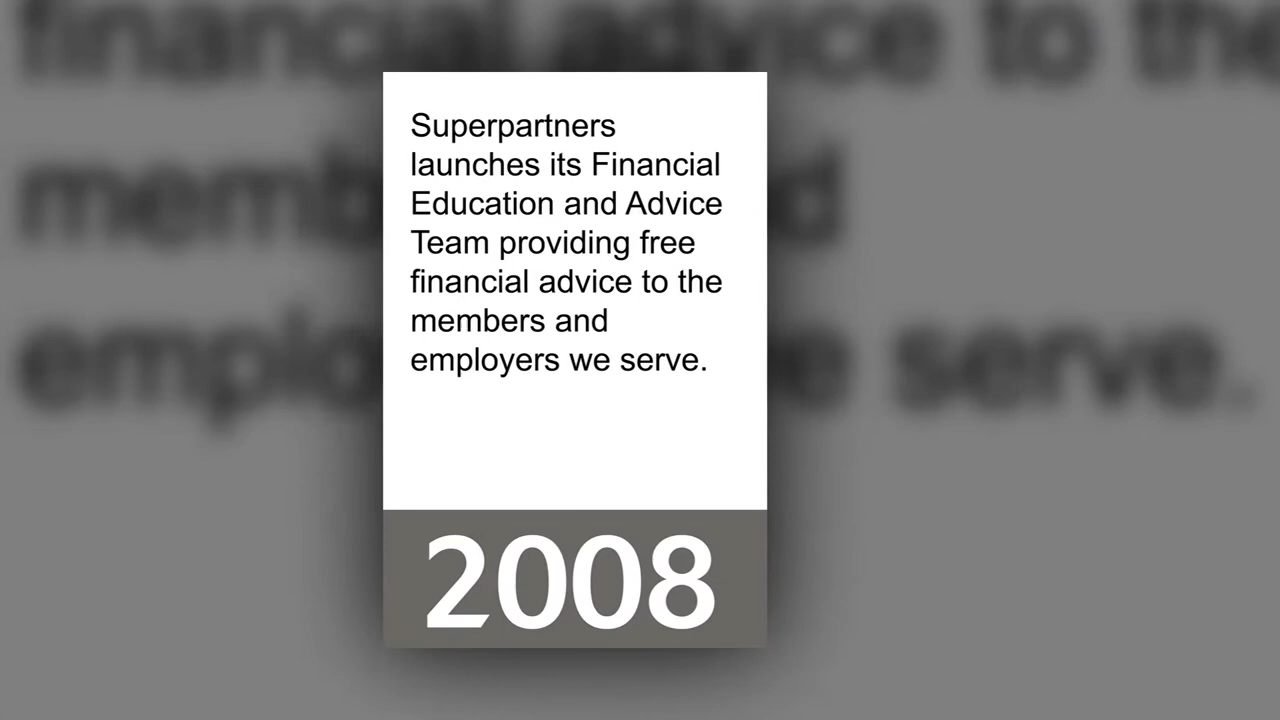 Superpartners
launches its Financial
Education and Advice
Team providing free
financial advice to the
members and
employers we serve.
2008